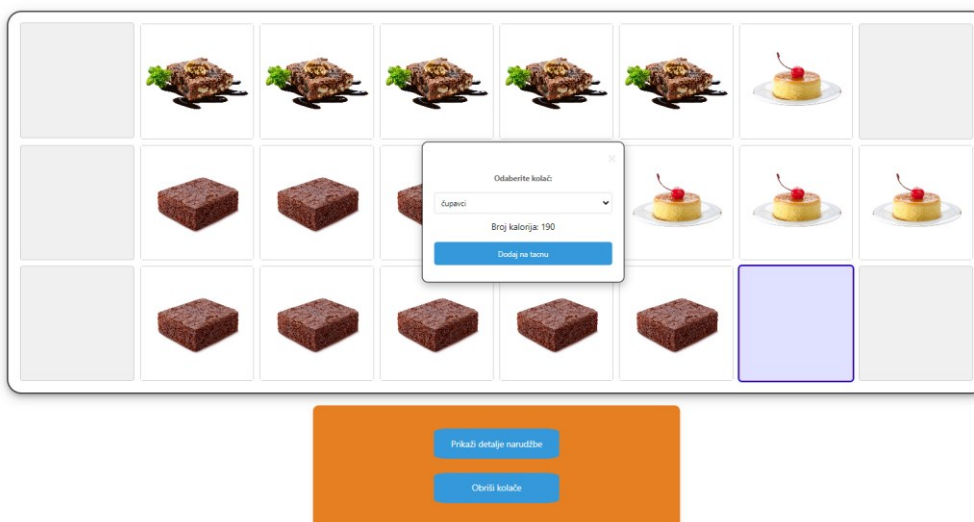 ×
Odaberite kolač:
čupavci
Broj kalorija: 190
Dodaj na tacnu
Prikaži detalje narudžbe
Obriši kolače